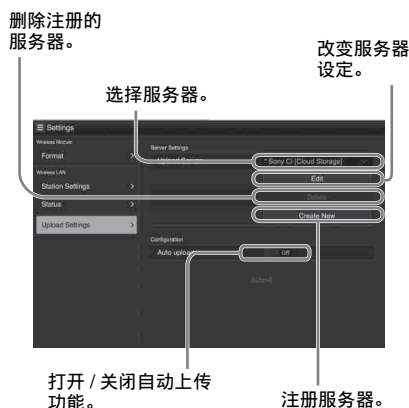 删除注册的
服务器。
改变服务器
设定。
选择服务器。
Settings
Wireless Module
Format
Wireless LAN
Station Settings
Status
Upload Settings
Server Settings
Upload Server
* Sony Ci [Cloud Storage]
Edit
Delete
Create New
Configuration
Auto upload
Off
Submit
打开 / 关闭自动上传
功能。
注册服务器。